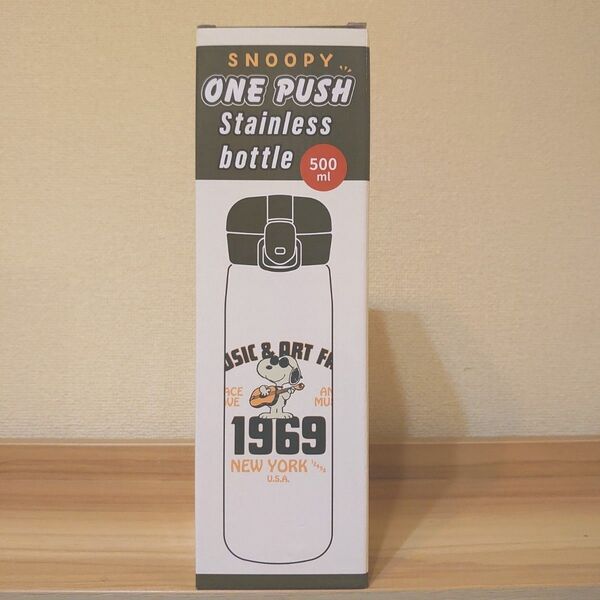 SNOOPY
ONE PUSH
Stainless
bottle
500
ml
USIC & ART FA
ACE
VE
AN
MU
1969
NEW YORK
U.S.A.